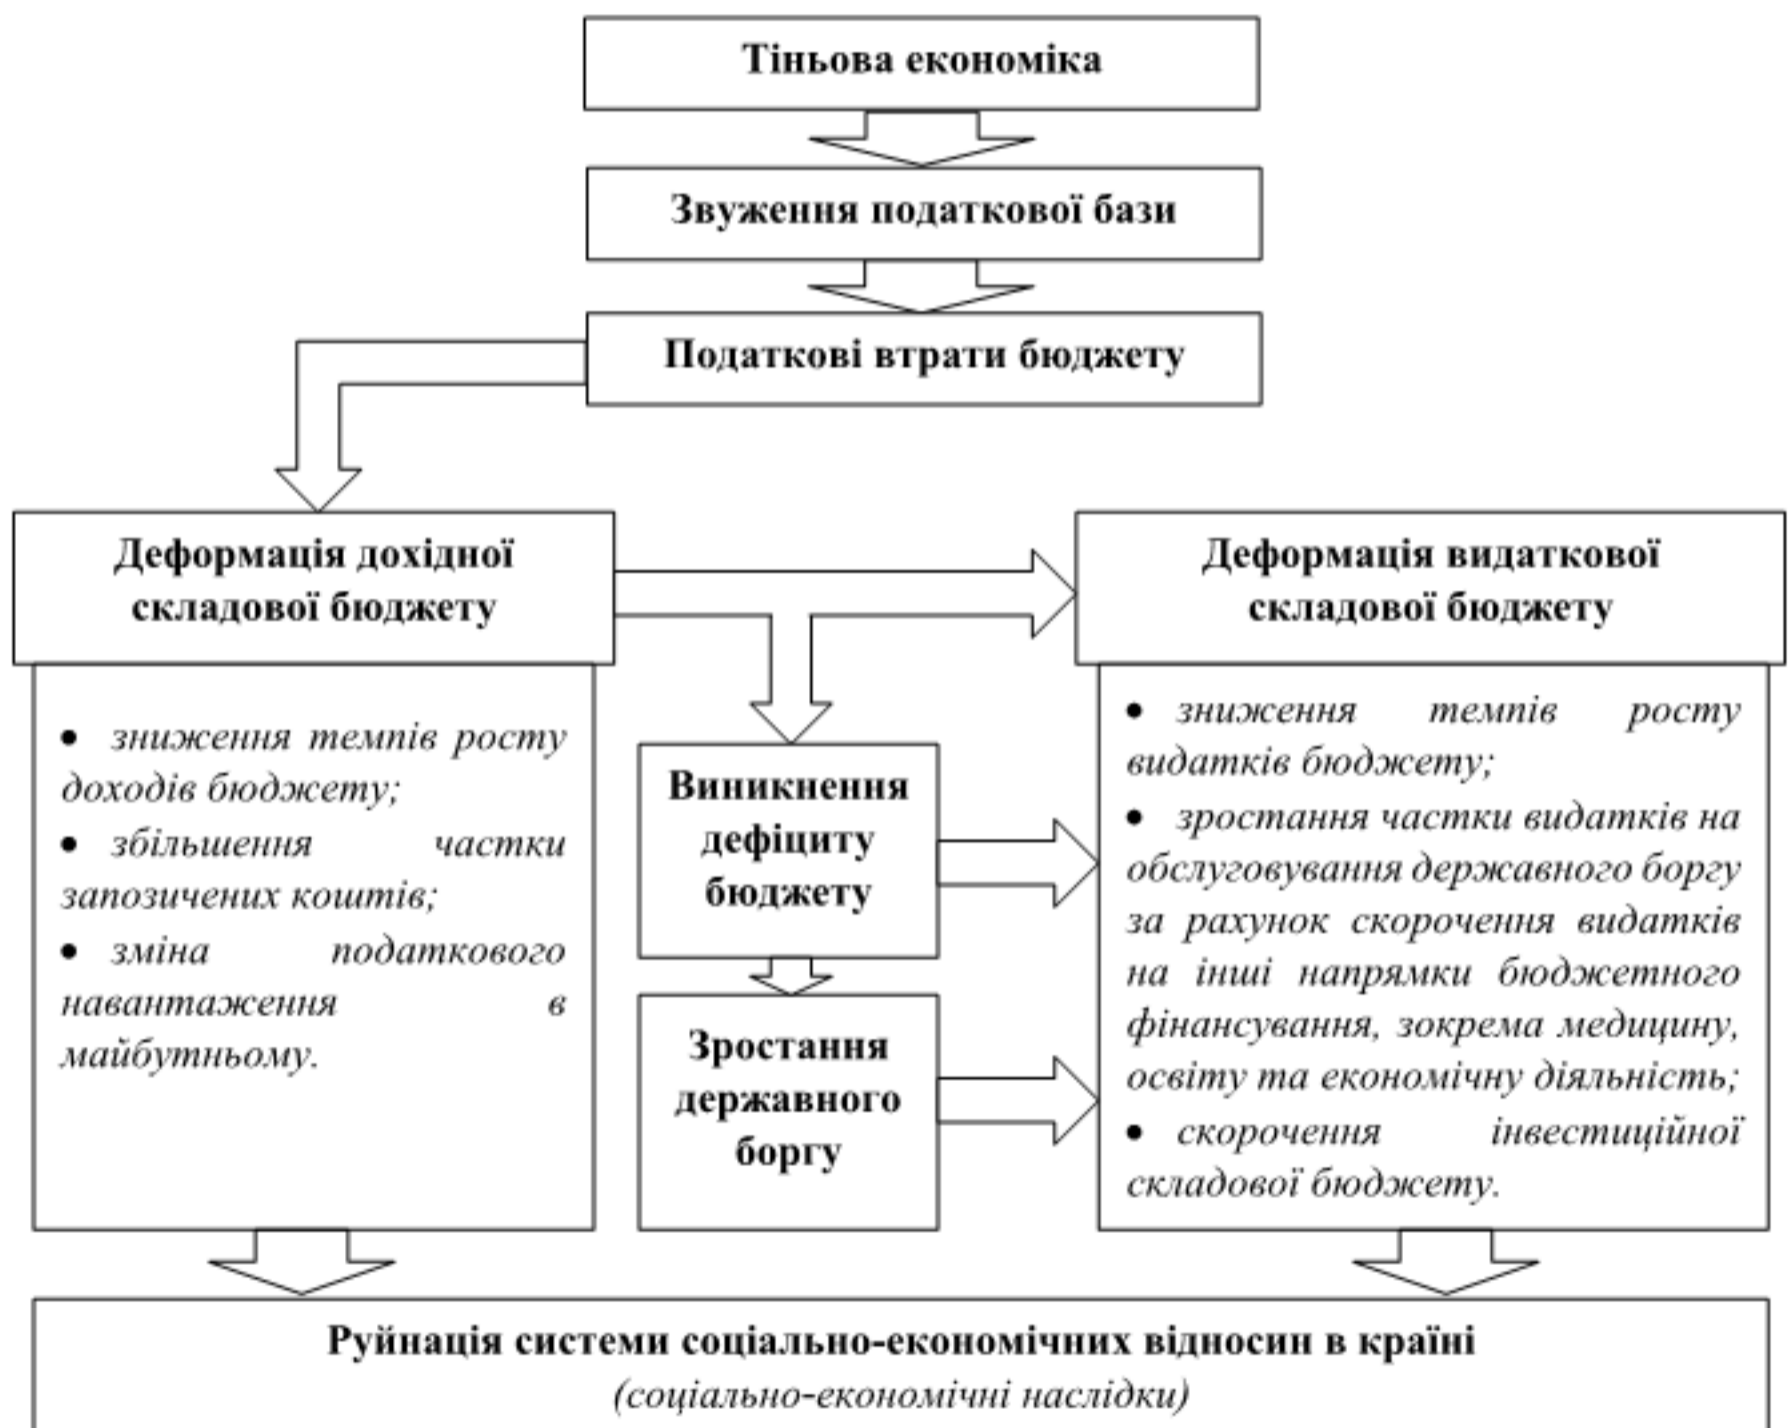 Тіньова економіка
Звуження податкової бази
Податкові втрати бюджету
Деформація дохідної
складової бюджету
Деформація видаткової
складової бюджету
• зниження темпів росту
доходів бюджету;
• збільшення частки
запозичених коштів;
• зміна податкового
навантаження в
майбутньому.
Виникнення
дефіциту
бюджету
Зростання
державного
боргу
• зниження темпів росту
видатків бюджету;
• зростання частки видатків на
обслуговування державного боргу
за рахунок скорочення видатків
на інші напрямки бюджетного
фінансування, зокрема медицину,
освіту та економічну діяльність;
• скорочення інвестиційної
складової бюджету.
Руйнація системи соціально-економічних відносин в країні
(соціально-економічні наслідки)